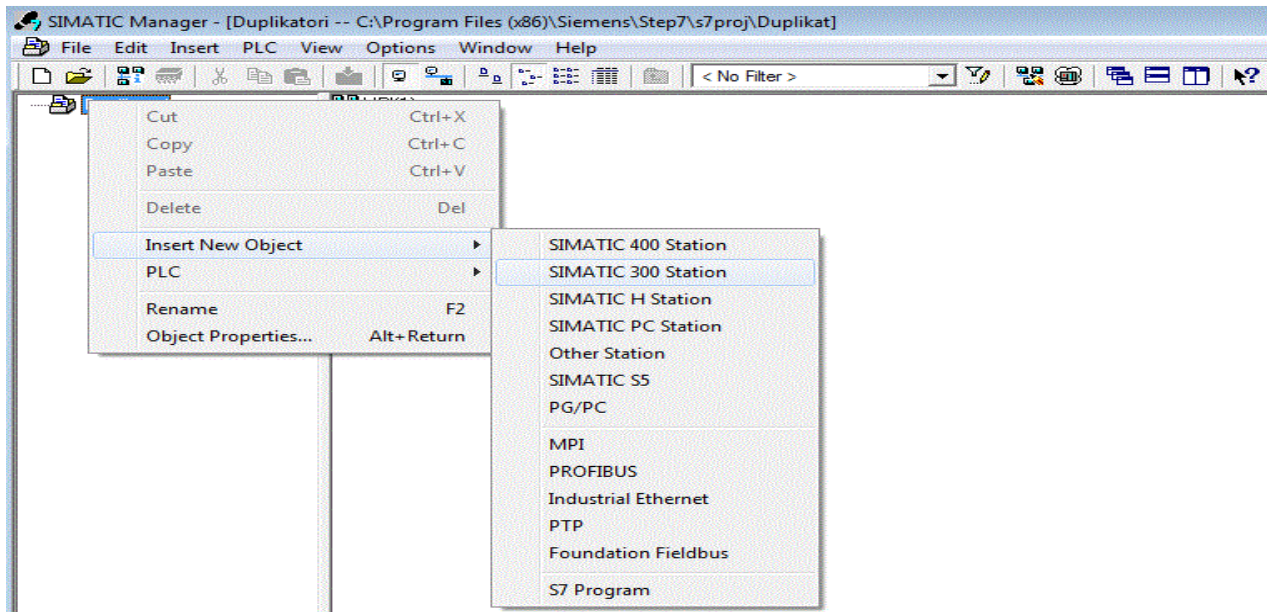 SIMATIC Manager - [Duplikatori -- C:\Program Files (x86)\Siemens\Step7\s7proj\Duplikat]
File Edit Insert PLC View Options Window Help
< No Filter >
Cut Ctrl+X
Copy Ctrl+C
Paste Ctrl+V
Delete Del
Insert New Object
PLC
Rename F2
Object Properties... Alt+Return
SIMATIC 400 Station
SIMATIC 300 Station
SIMATIC H Station
SIMATIC PC Station
Other Station
SIMATIC S5
PG/PC
MPI
PROFIBUS
Industrial Ethernet
PTP
Foundation Fieldbus
S7 Program